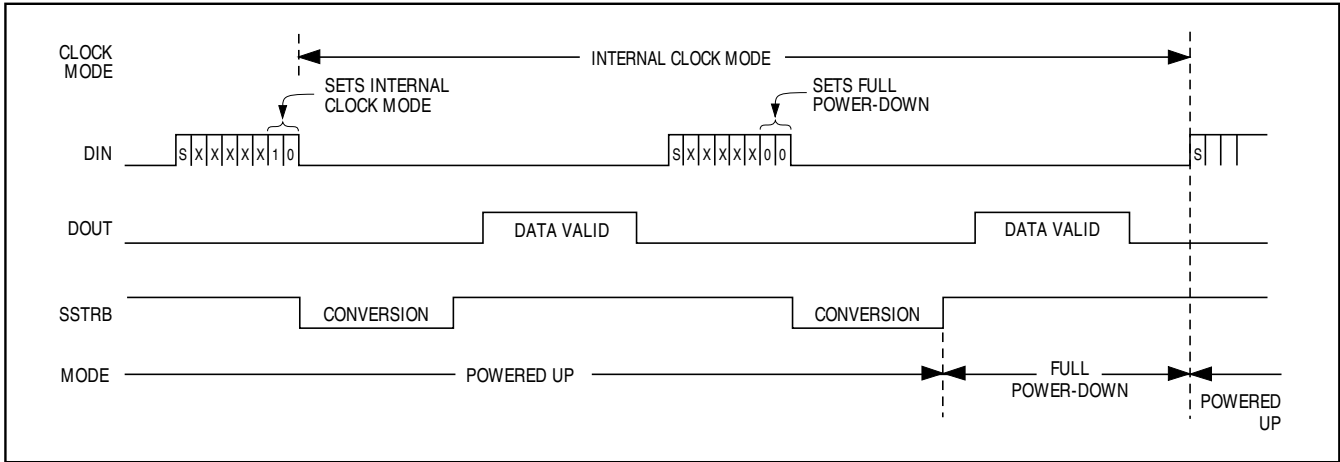 CLOCK
MODE
INTERNAL CLOCK MODE
SETS INTERNAL
CLOCK MODE
SETS FULL
POWER-DOWN
DIN
S X X X X X 1 0
S X X X X X 0 0
S
DOUT
DATA VALID
DATA VALID
SSTRB
CONVERSION
CONVERSION
MODE
POWERED UP
FULL
POWER-DOWN
POWERED
UP